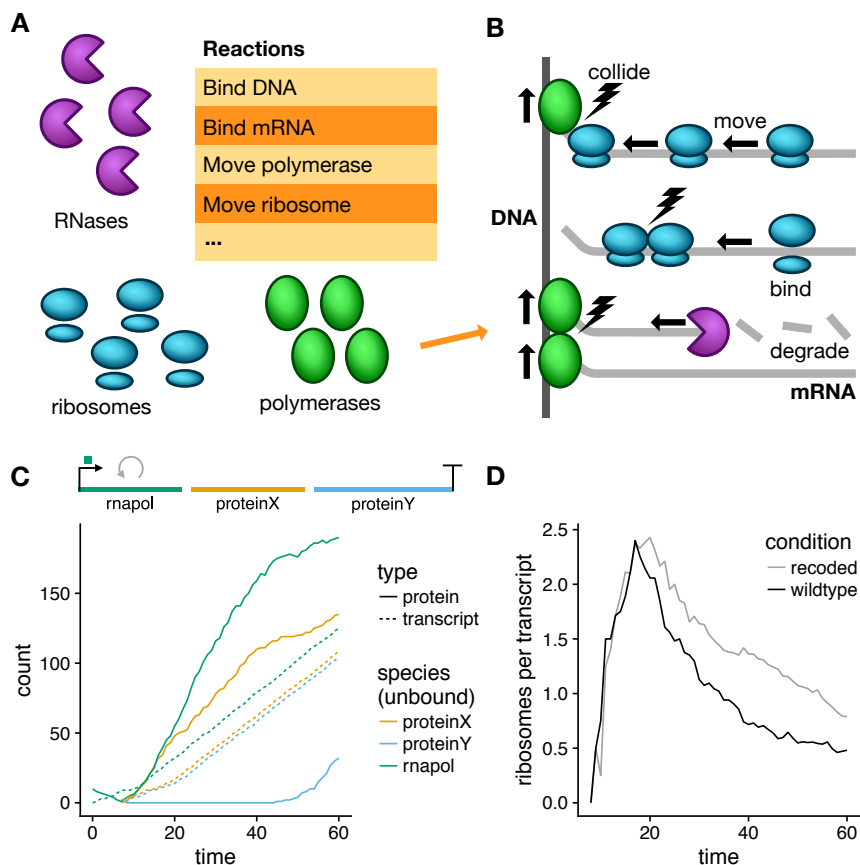 A
Reactions
Bind DNA
Bind mRNA
Move polymerase
Move ribosome
...
RNases
ribosomes
polymerases
B
collide
move
DNA
bind
degrade
mRNA
C
rnapol
proteinX
proteinY
type
protein
transcript
species
(unbound)
proteinX
proteinY
rnapol
count
150
100
50
0
0
20
40
60
time
D
condition
recoded
wildtype
ribosomes per transcript
2.5
2.0
1.5
1.0
0.5
0.0
20
40
60
time